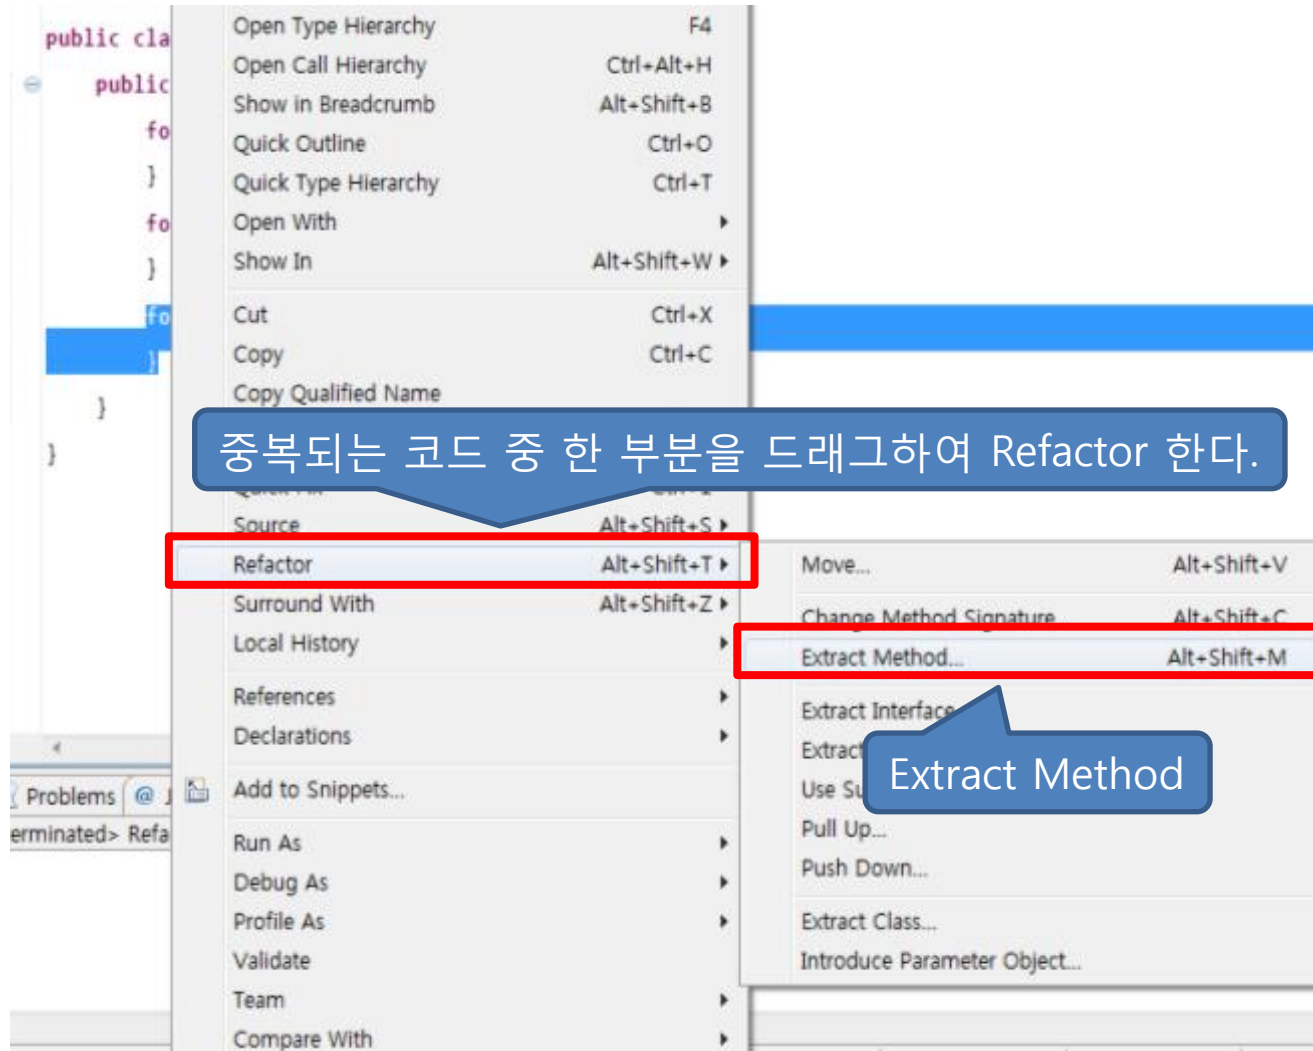 Open Type Hierarchy F4
public cla
Open Call Hierarchy Ctrl+Alt+H
public
Show in Breadcrumb Alt+Shift+B
fo
Quick Outline Ctrl+O
}
Quick Type Hierarchy Ctrl+T
fo
Open With
}
Show In Alt+Shift+W
fo
Cut Ctrl+X
}
Copy Ctrl+C
Copy Qualified Name
}
}
중복되는 코드 중 한 부분을 드래그하여 Refactor 한다.
Source Alt+Shift+S
Refactor Alt+Shift+T
Surround With Alt+Shift+Z
Local History
References
Declarations
Add to Snippets...
Run As
Debug As
Profile As
Validate
Team
Compare With
Move... Alt+Shift+V
Change Method Signature Alt+Shift+C
Extract Method... Alt+Shift+M
Extract Interface
Extract
Use Su
Extract Method
Pull Up...
Push Down...
Extract Class...
Introduce Parameter Object...
Problems @ J
erminated> Refa